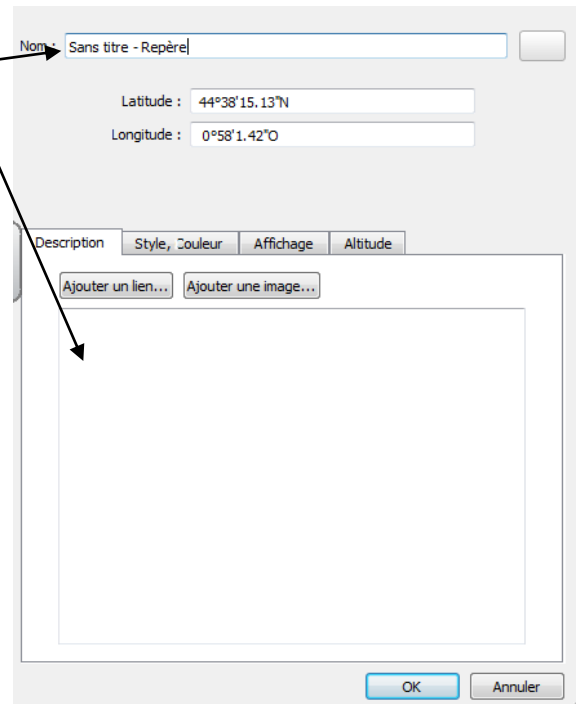 Nom : Sans titre - Repère
Latitude : 44°38'15.13"N
Longitude : 0°58'1.42"O
Description Style, Couleur Affichage Altitude
Ajouter un lien... Ajouter une image...
OK Annuler